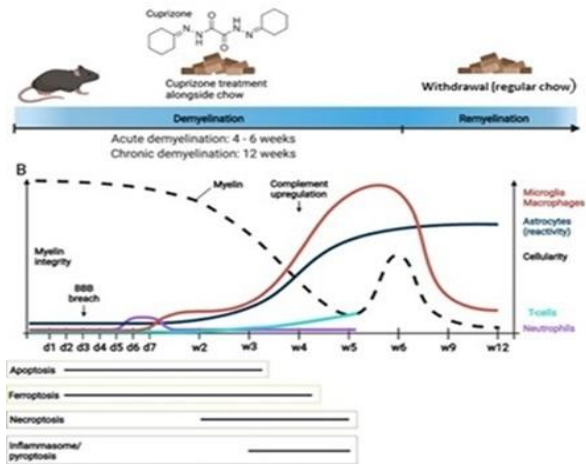 Cuprizone
N
H
N
O
O
N
H
N
Cuprizone treatment
alongside chow
Withdrawal (regular chow)
Demyelination
Remyelination
Acute demyelination: 4 - 6 weeks
Chronic demyelination: 12 weeks
B
Myelin
Complement
upregulation
Microglia
Macrophages
Astrocytes
(reactivity)
Myelin
integrity
Cellularity
BBB
breach
T-cells
Neutrophils
d1 d2 d3 d4 d5 d6 d7 w2 w3 w4 w5 w6 w9 w12
Apoptosis
Ferroptosis
Necroptosis
Inflammasome/
pyroptosis